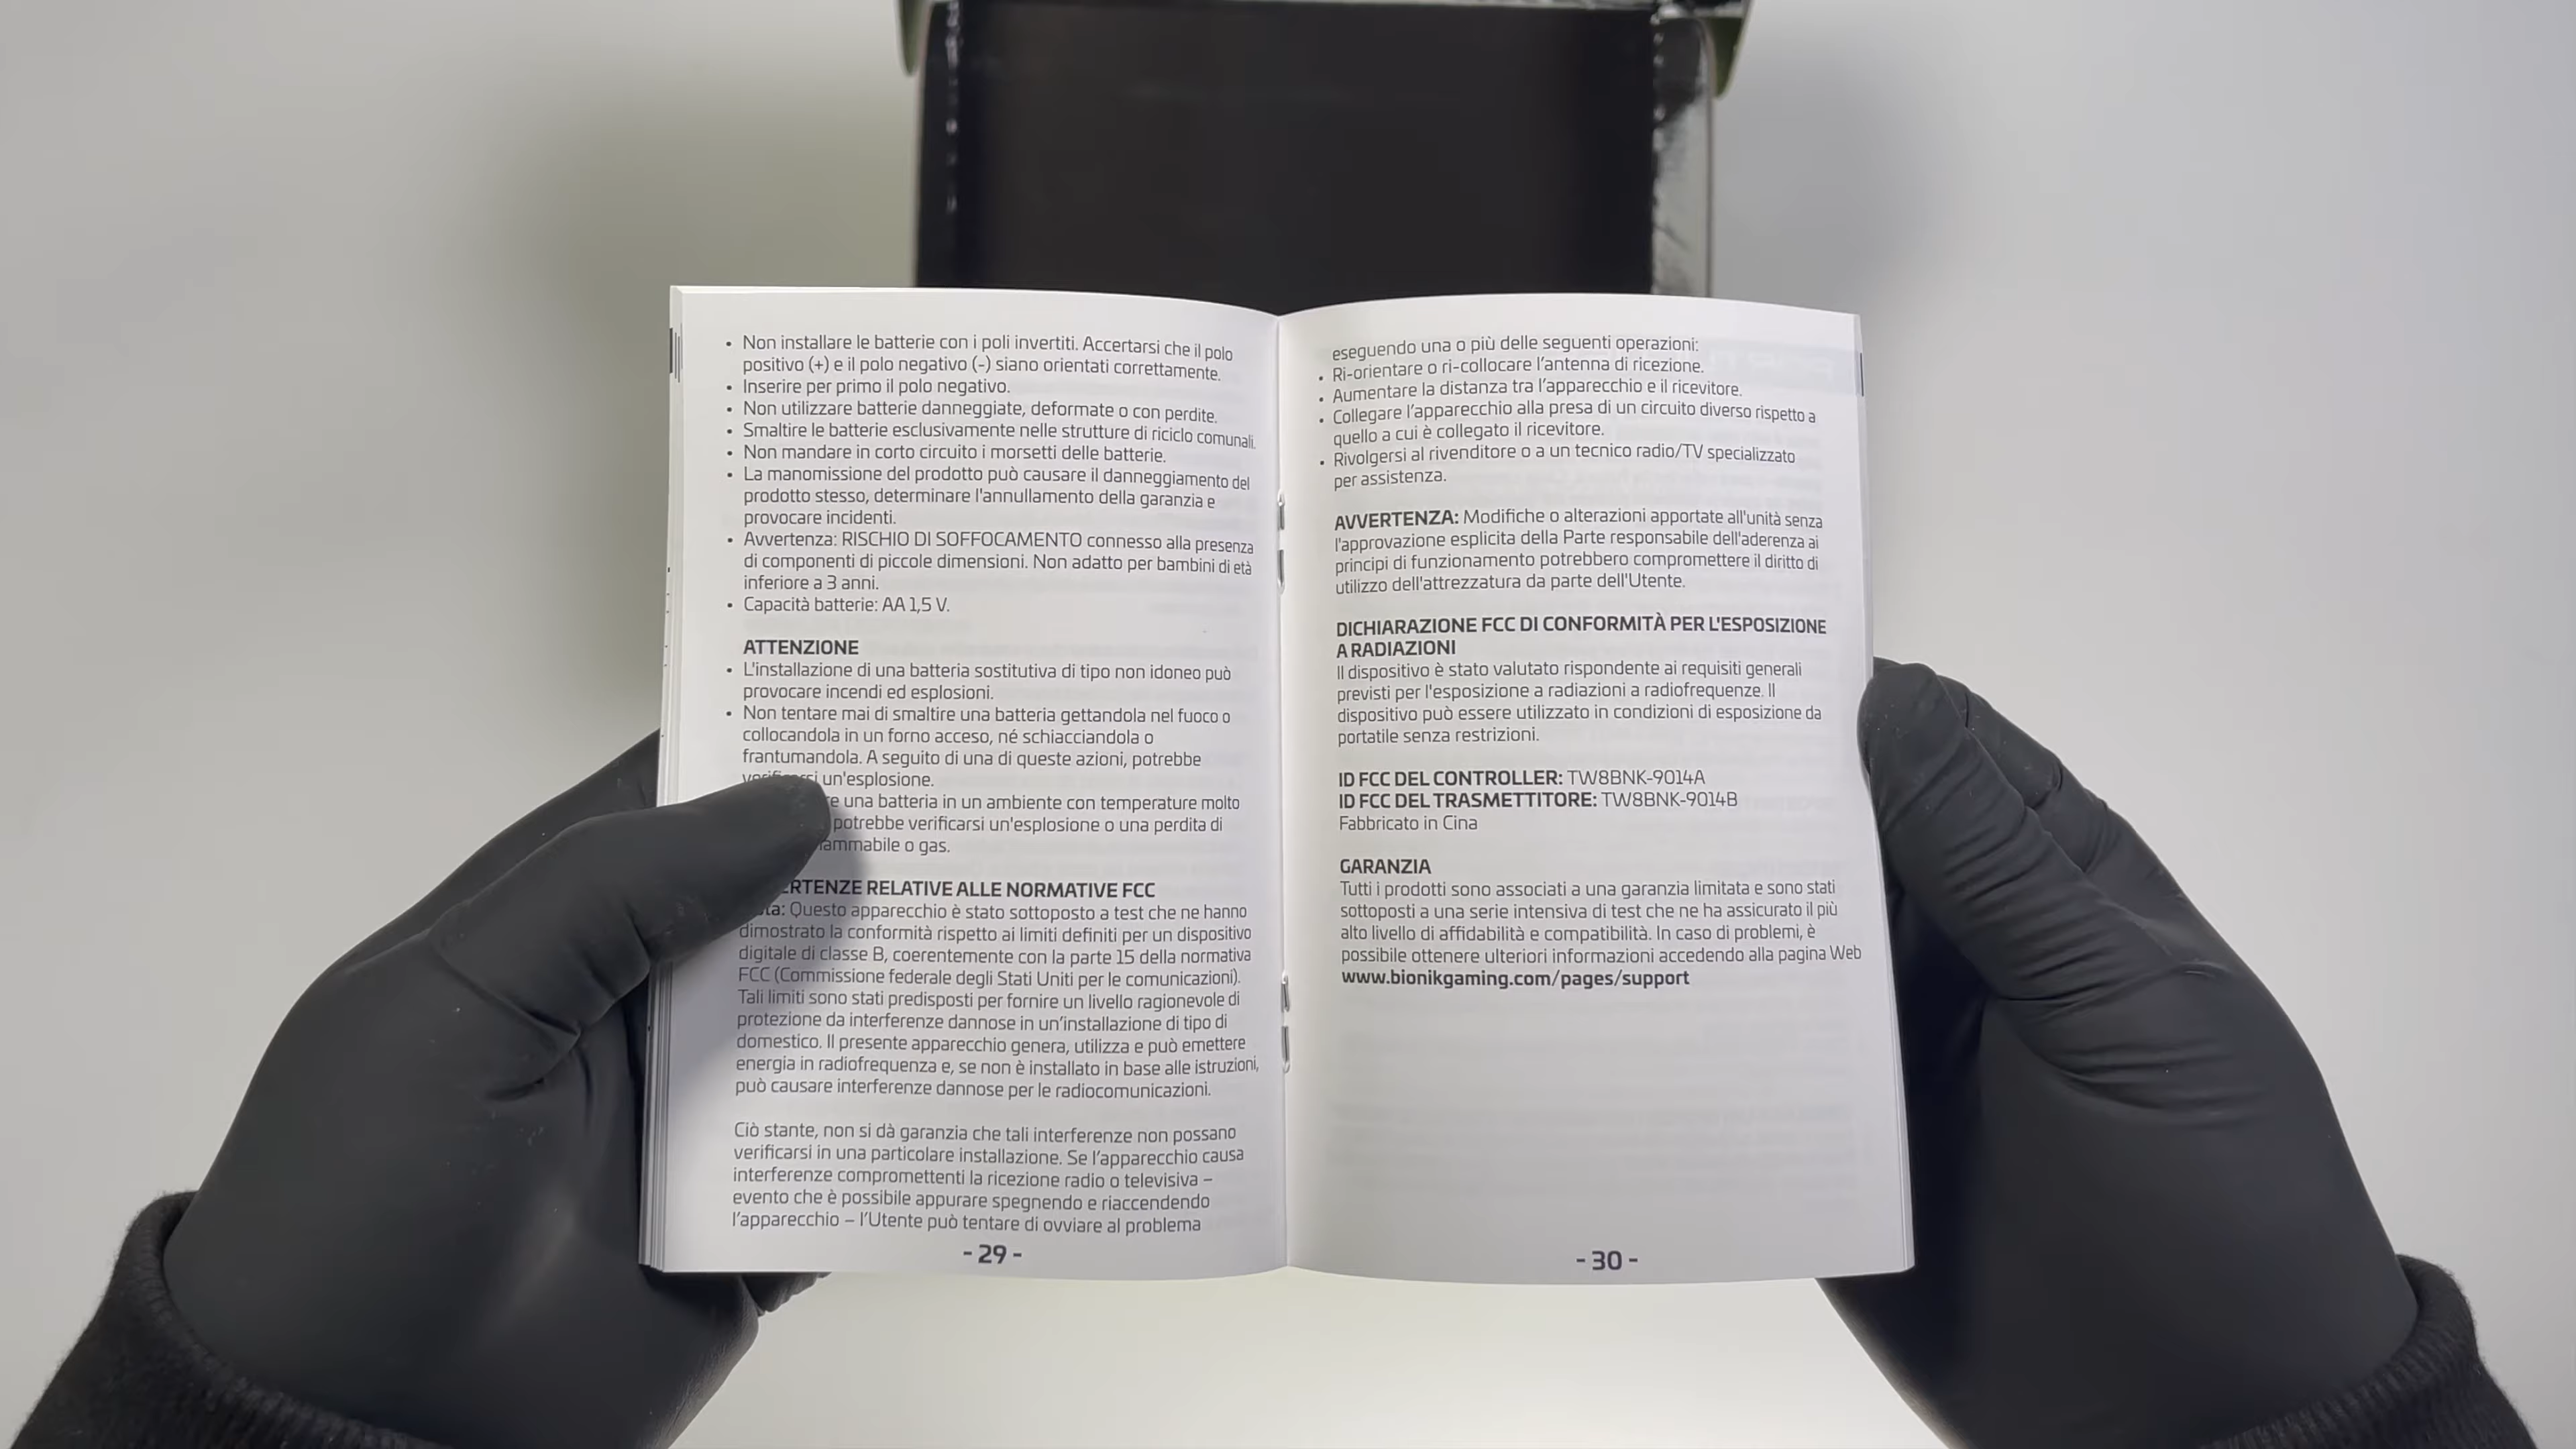 • Non installare le batterie con i poli invertiti. Accertarsi che il polo
positivo (+) e il polo negativo (-) siano orientati correttamente.
• Inserire per primo il polo negativo.
• Non utilizzare batterie danneggiate, deformate o con perdite.
• Smaltire le batterie esclusivamente nelle strutture di riciclo comunali.
• Non mandare in corto circuito i morsetti delle batterie.
• La manomissione del prodotto può causare il danneggiamento del
prodotto stesso, determinare l'annullamento della garanzia e
provocare incidenti.
• Avvertenza: RISCHIO DI SOFFOCAMENTO connesso alla presenza
di componenti di piccole dimensioni. Non adatto per bambini di età
inferiore a 3 anni.
• Capacità batterie: AA 1,5 V.
ATTENZIONE
• L'installazione di una batteria sostitutiva di tipo non idoneo può
provocare incendi ed esplosioni.
• Non tentare mai di smaltire una batteria gettandola nel fuoco o
collocandola in un forno acceso, né schiacciandola o
frantumandola. A seguito di una di queste azioni, potrebbe
un'esplosione.
una batteria in un ambiente con temperature molto
potrebbe verificarsi un'esplosione o una perdita di
o gas.
RELATIVE ALLE NORMATIVE FCC
Questo apparecchio è stato sottoposto a test che ne hanno
dimostrato la conformità rispetto ai limiti definiti per un dispositivo
digitale di classe B, coerentemente con la parte 15 della normativa
FCC (Commissione federale degli Stati Uniti per le comunicazioni).
Tali limiti sono stati predisposti per fornire un livello ragionevole di
protezione da interferenze dannose in un'installazione di tipo di
domestico. Il presente apparecchio genera, utilizza e può emettere
energia in radiofrequenza e, se non è installato in base alle istruzioni,
può causare interferenze dannose per le radiocomunicazioni.
Ciò stante, non si dà garanzia che tali interferenze non possano
verificarsi in una particolare installazione. Se l'apparecchio causa
interferenze compromettenti la ricezione radio o televisiva –
evento che è possibile appurare spegnendo e riaccendendo
l'apparecchio – l'Utente può tentare di ovviare al problema
- 29 -
eseguendo una o più delle seguenti operazioni:
• Ri-orientare o ri-collocare l'antenna di ricezione.
• Aumentare la distanza tra l'apparecchio e il ricevitore.
• Collegare l'apparecchio alla presa di un circuito diverso rispetto a
quello a cui è collegato il ricevitore.
• Rivolgersi al rivenditore o a un tecnico radio/TV specializzato
per assistenza.
AVVERTENZA: Modifiche o alterazioni apportate all'unità senza
l'approvazione esplicita della Parte responsabile dell'aderenza ai
principi di funzionamento potrebbero compromettere il diritto di
utilizzo dell'attrezzatura da parte dell'Utente.
DICHIARAZIONE FCC DI CONFORMITÀ PER L'ESPOSIZIONE
A RADIAZIONI
Il dispositivo è stato valutato rispondente ai requisiti generali
previsti per l'esposizione a radiazioni a radiofrequenze. Il
dispositivo può essere utilizzato in condizioni di esposizione da
portatile senza restrizioni.
ID FCC DEL CONTROLLER: TW8BNK-9014A
ID FCC DEL TRASMETTITORE: TW8BNK-9014B
Fabbricato in Cina
GARANZIA
Tutti i prodotti sono associati a una garanzia limitata e sono stati
sottoposti a una serie intensiva di test che ne ha assicurato il più
alto livello di affidabilità e compatibilità. In caso di problemi, è
possibile ottenere ulteriori informazioni accedendo alla pagina Web
www.bionikgaming.com/pages/support
- 30 -